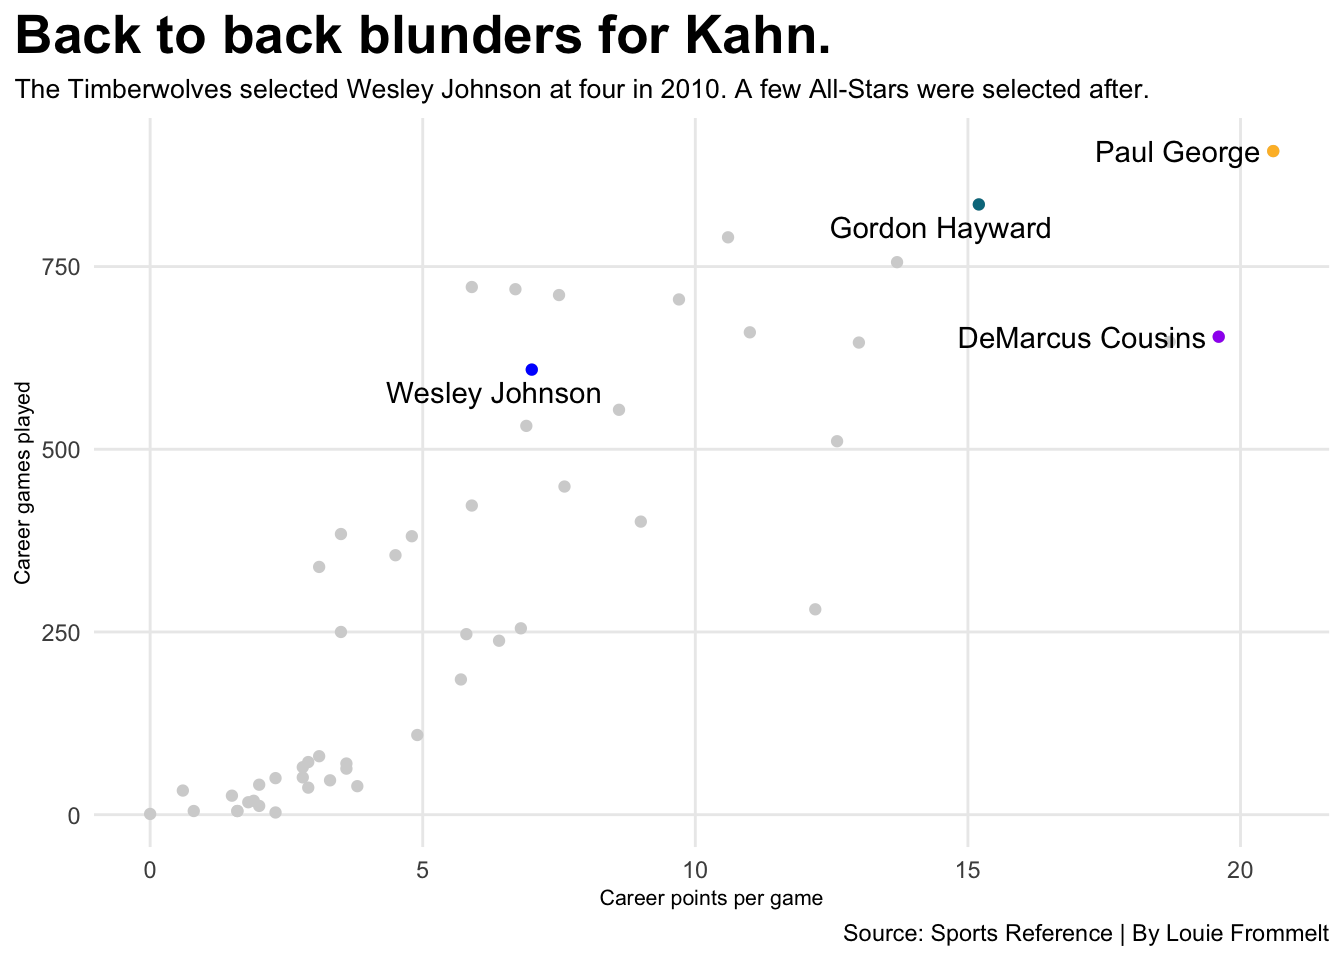 Back to back blunders for Kahn.
The Timberwolves selected Wesley Johnson at four in 2010. A few All-Stars were selected after.
Paul George
Gordon Hayward
750
DeMarcus Cousins
Wesley Johnson
500
Career games played
250
0
0 5 10 15 20
Career points per game
Source: Sports Reference | By Louie Frommelt